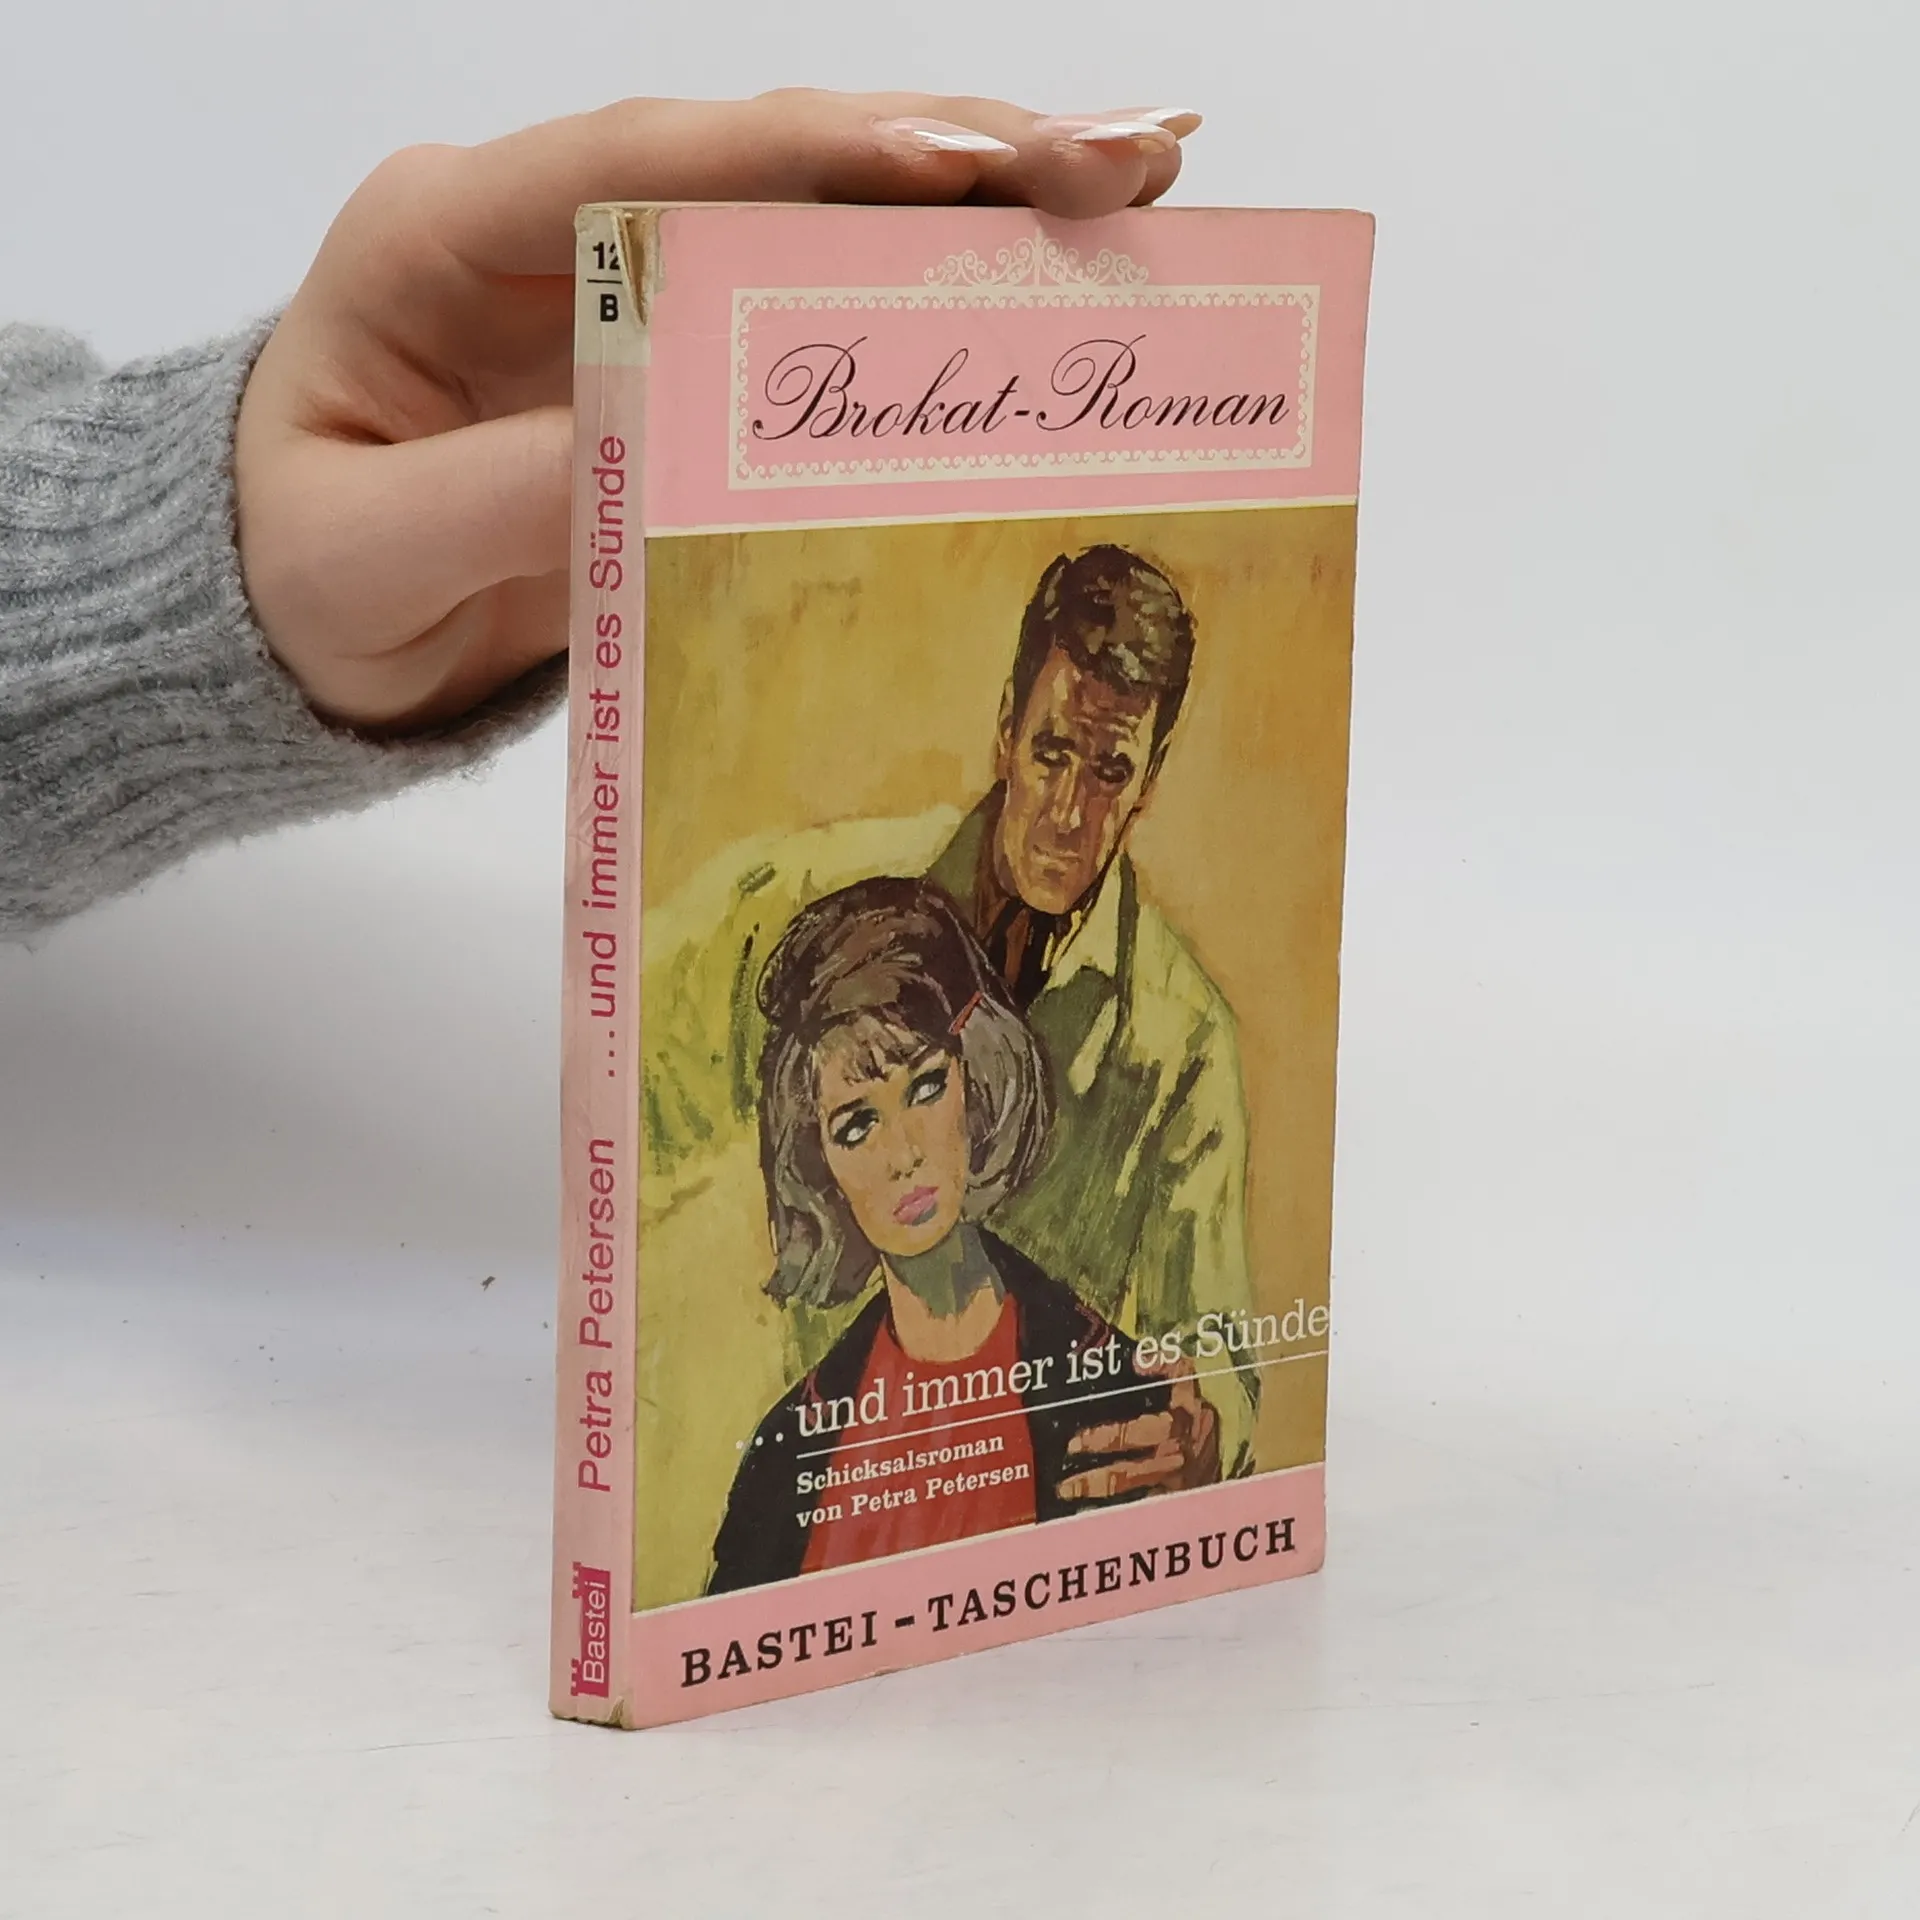 12
B
Petra Petersen ...und immer ist es Sünde
Bastei
Brokat-Roman
...und immer ist es Sünde
Schicksalsroman
von Petra Petersen
BASTEI-TASCHENBUCH